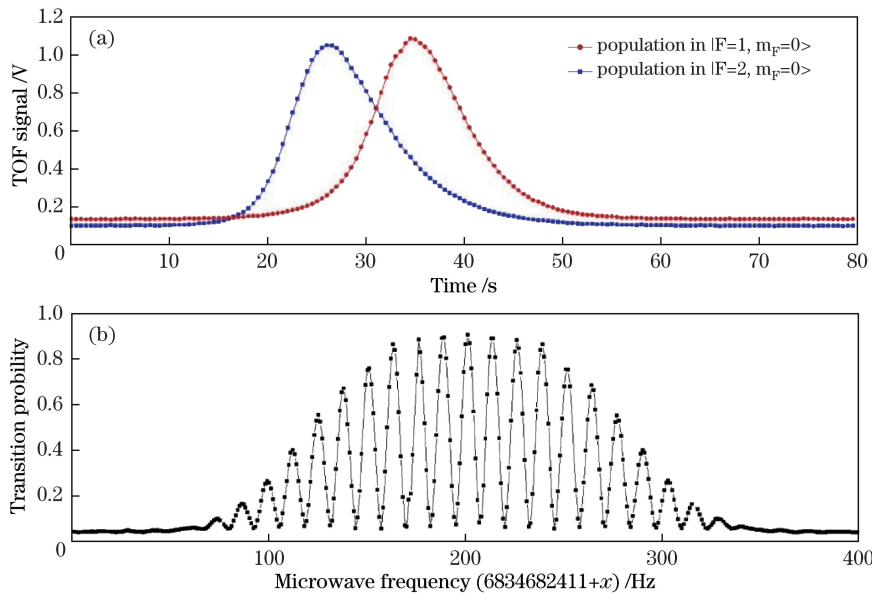 (a)
population in |F=1, mF=0>
population in |F=2, mF=0>
TOF signal /V
1.2
1.0
0.8
0.6
0.4
0.2
0
10 20 30 40 50 60 70 80
Time /s
(b)
Transition probility
1.0
0.8
0.6
0.4
0.2
0
100 200 300 400
Microwave frequency (6834682411+x) /Hz